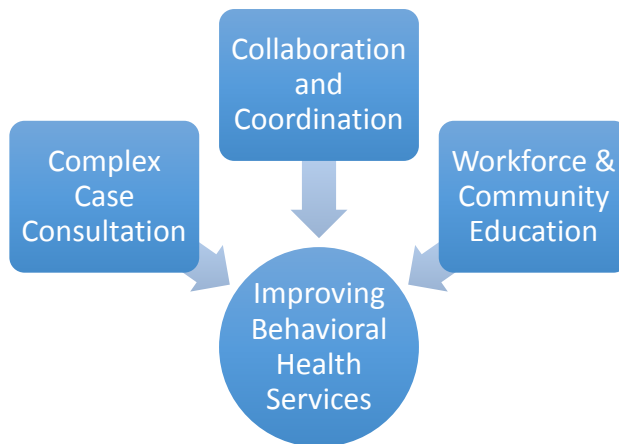 Collaboration
and
Coordination
Complex
Case
Consultation
Workforce &
Community
Education
Improving
Behavioral
Health
Services